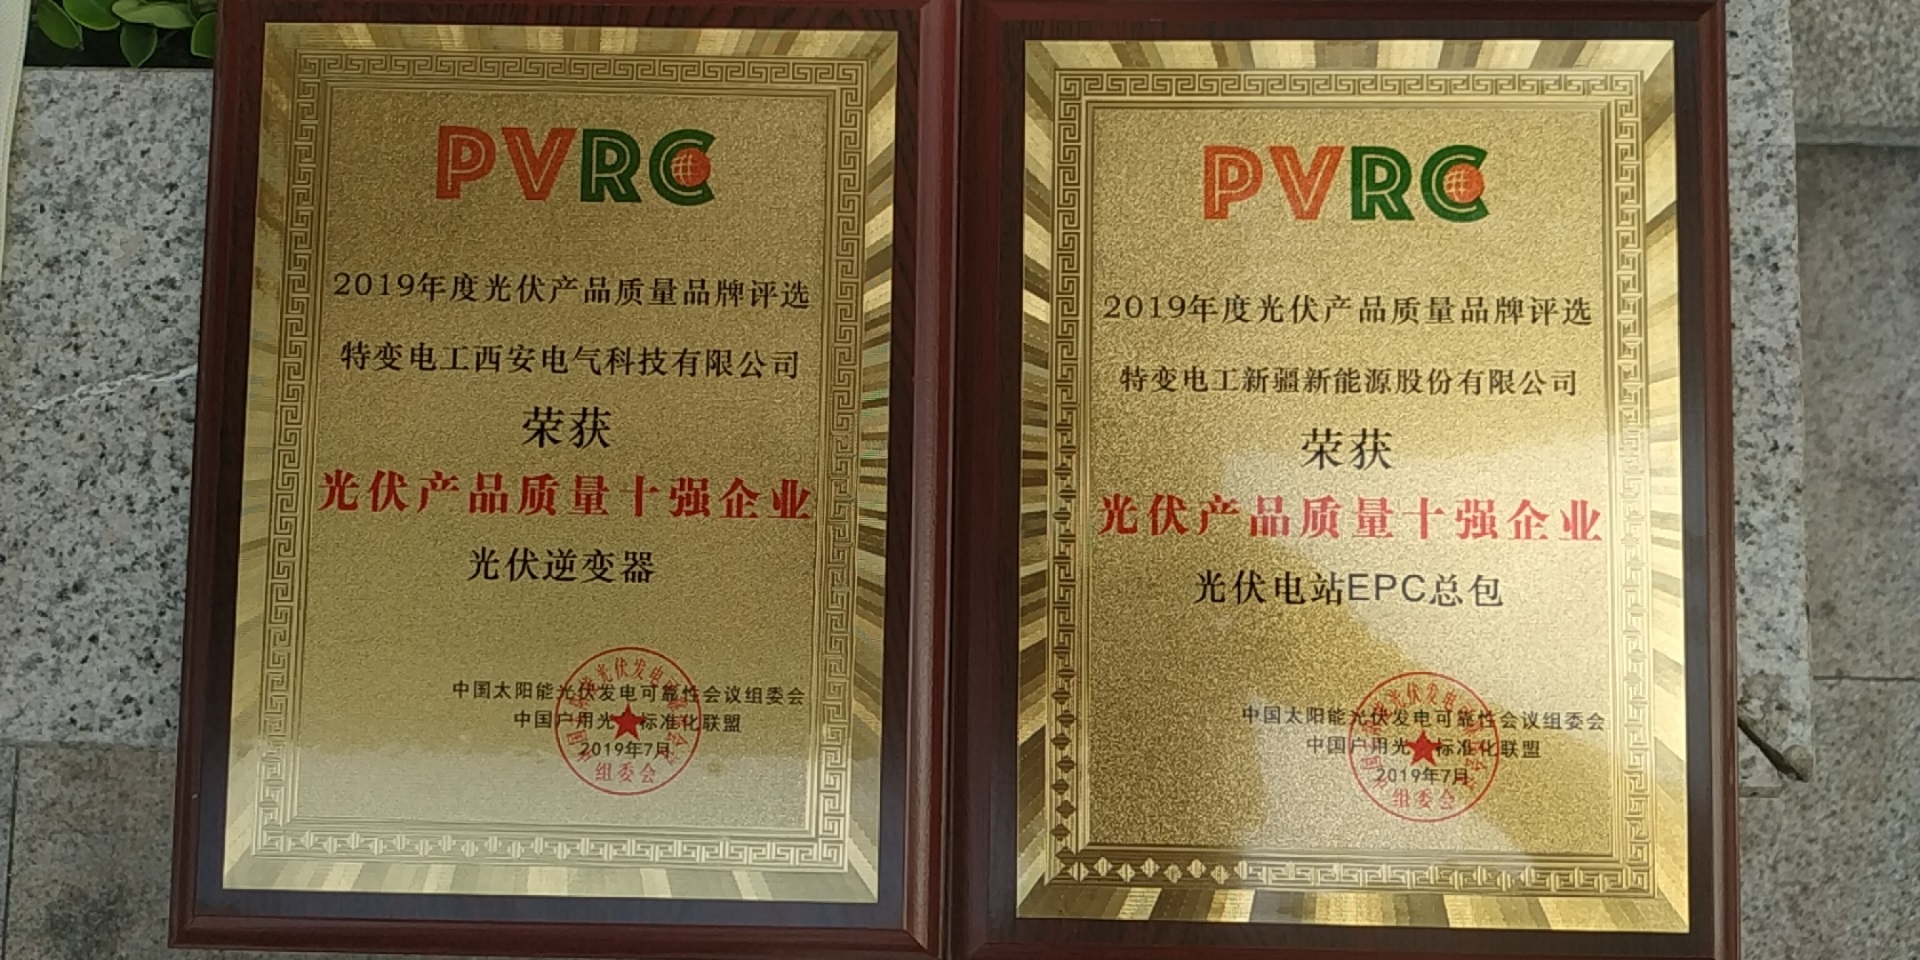 PVRC
2019年度光伏产品质量品牌评选
特变电工西安电气科技有限公司
荣获
光伏产品质量十强企业
光伏逆变器
中国太阳能光伏发电可靠性会议组委会
中国户用光★标准化联盟
2019年7月
组委会
PVRC
2019年度光伏产品质量品牌评选
特变电工新疆新能源股份有限公司
荣获
光伏产品质量十强企业
光伏电站EPC总包
中国太阳能光伏发电可靠性会议组委会
中国户用光★标准化联盟
2019年7月
组委会